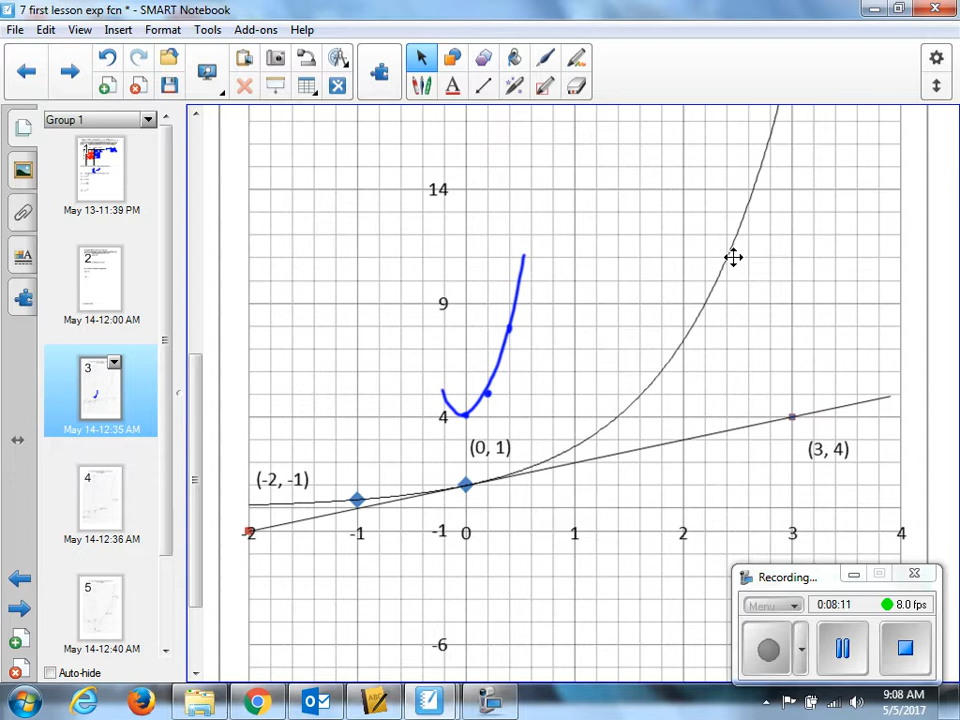 7 first lesson exp fcn * - SMART Notebook
File Edit View Insert Format Tools Add-ons Help
Group 1
1
May 13-11:39 PM
2
May 14-12:00 AM
3
May 14-12:35 AM
4
May 14-12:36 AM
5
May 14-12:40 AM
Auto-hide
14
9
4
(0, 1)
(3, 4)
(-2, -1)
-2 -1 -1 0 1 2 3 4
-6
Recording...
Menu 0:08:11 8.0 fps
9:08 AM
5/5/2017